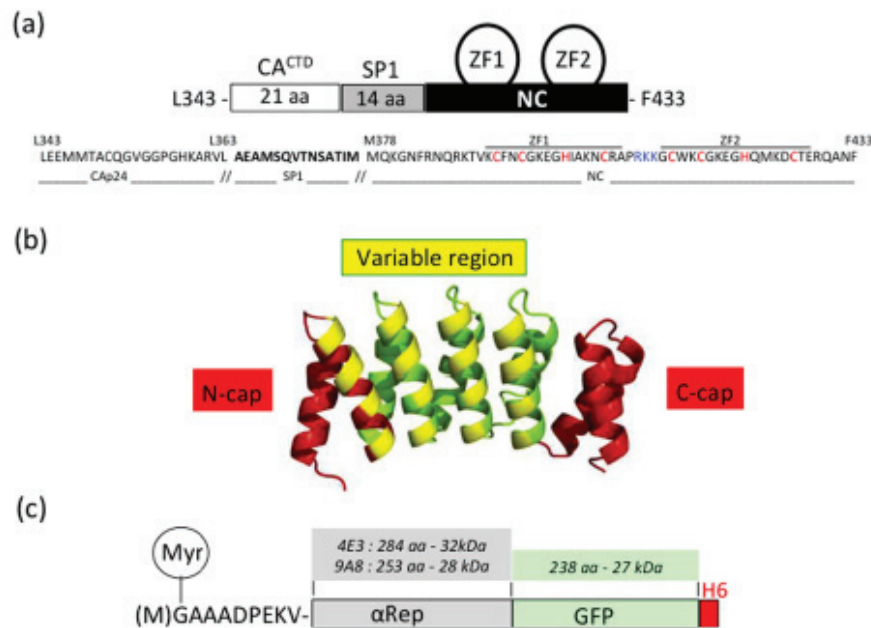 (a)
CA^CTD
SP1
ZF1
ZF2
L343 -
21 aa
14 aa
NC
- F433
L343
L363
M378
ZF1
ZF2
F433
LEEMMTACQGVGGPGHKARVL AEAMSQVTNSATIM MQKGNFRNQRKTVKCFNCGKEGHIAKNCRAPRKKGCWKCGKEGHQMKDCTERQANF
CAp24
//
SP1
//
NC
(b)
Variable region
N-cap
C-cap
(c)
Myr
4E3 : 284 aa - 32kDa
9A8 : 253 aa - 28 kDa
238 aa - 27 kDa
H6
(M)GAAADPEKV-
αRep
GFP